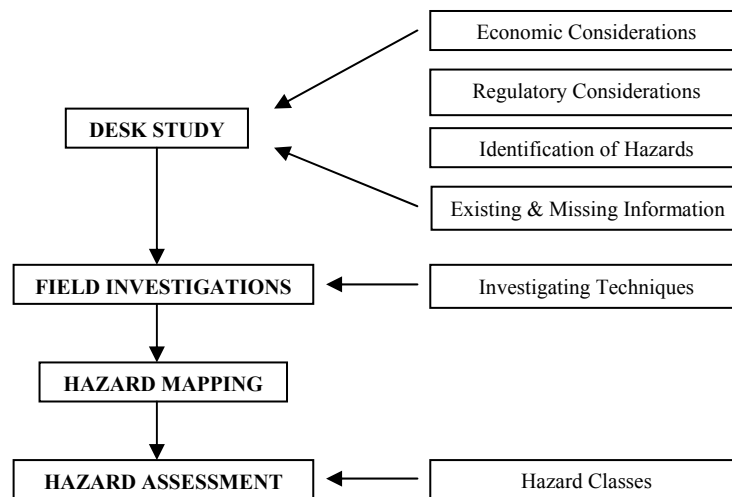 Economic Considerations
Regulatory Considerations
DESK STUDY
Identification of Hazards
Existing & Missing Information
FIELD INVESTIGATIONS
Investigating Techniques
HAZARD MAPPING
HAZARD ASSESSMENT
Hazard Classes